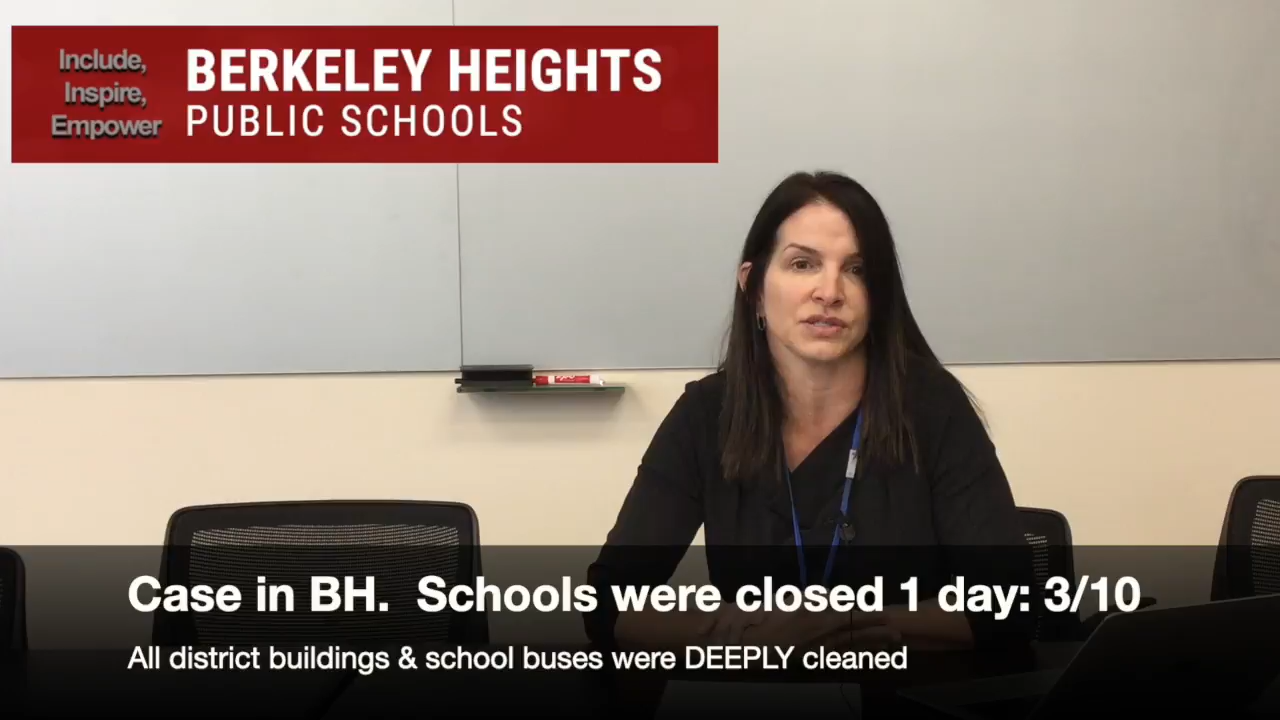 Include,
Inspire,
Empower
BERKELEY HEIGHTS
PUBLIC SCHOOLS
Case in BH. Schools were closed 1 day: 3/10
All district buildings & school buses were DEEPLY cleaned